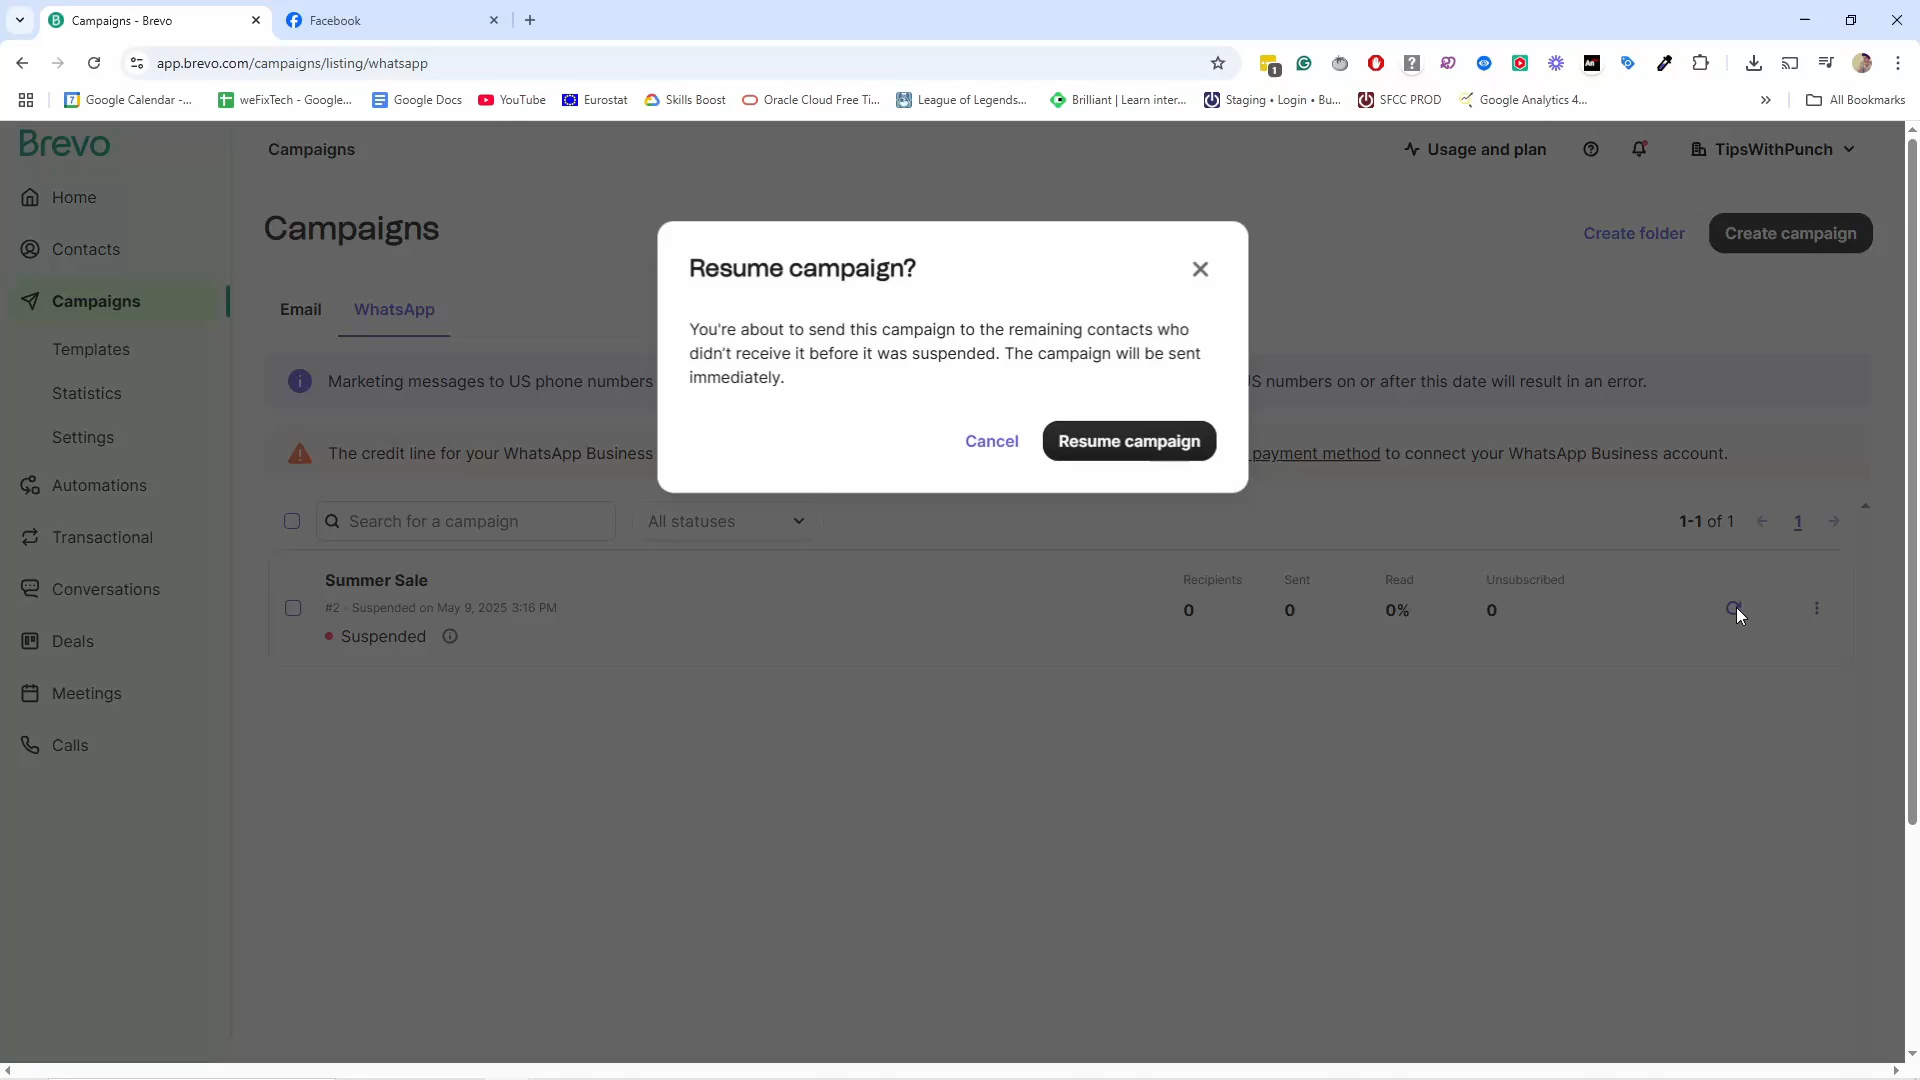 Campaigns - Brevo
Facebook
app.brevo.com/campaigns/listing/whatsapp
1
Google Calendar -...
weFixTech - Google...
Google Docs
YouTube
Eurostat
Skills Boost
Oracle Cloud Free Ti...
League of Legends...
Brilliant | Learn inter...
Staging • Login • Bu...
SFCC PROD
Google Analytics 4...
All Bookmarks
Brevo
Campaigns
Usage and plan
TipsWithPunch
Home
Contacts
Campaigns
Templates
Statistics
Settings
Automations
Transactional
Conversations
Deals
Meetings
Calls
Campaigns
Create folder
Create campaign
Email
WhatsApp
Marketing messages to US phone numbers
US numbers on or after this date will result in an error.
The credit line for your WhatsApp Business
payment method to connect your WhatsApp Business account.
Resume campaign?
You're about to send this campaign to the remaining contacts who
didn't receive it before it was suspended. The campaign will be sent
immediately.
Cancel
Resume campaign
Search for a campaign
All statuses
1-1 of 1
1
Summer Sale
#2 · Suspended on May 9, 2025 3:16 PM
Suspended
Recipients
0
Sent
0
Read
0%
Unsubscribed
0